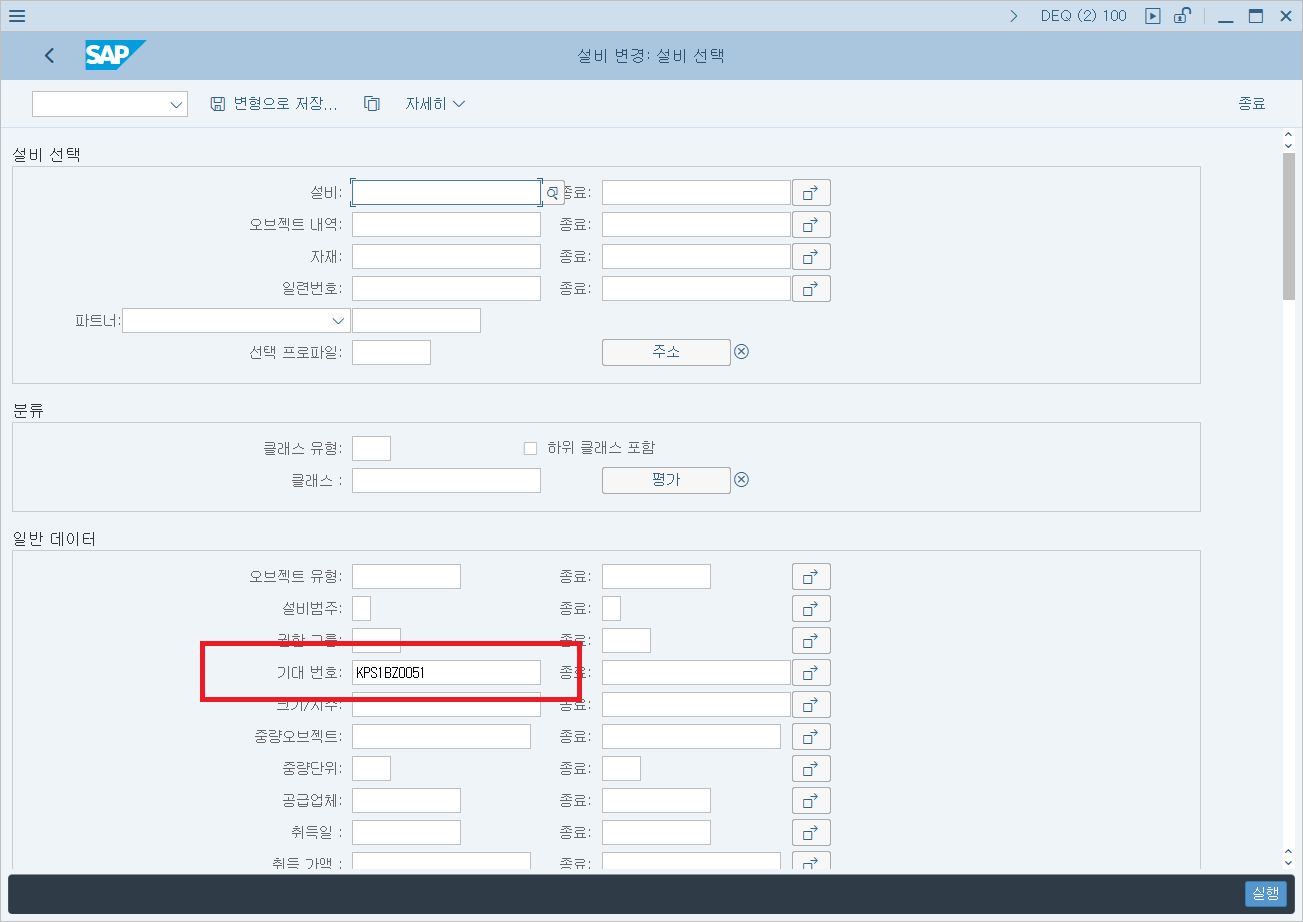 DEQ (2) 100
SAP 설비 변경: 설비 선택
변형으로 저장... 자세히 종료
설비 선택
설비: 종료:
오브젝트 내역: 종료:
자재: 종료:
일련번호: 종료:
파트너:
선택 프로파일: 주소
분류
클래스 유형: 하위 클래스 포함
클래스 : 평가
일반 데이터
오브젝트 유형: 종료:
설비범주: 종료:
권한 그룹: 종료:
기대 번호: KPS1BZ0051 종료:
크기/치수: 종료:
중량오브젝트: 종료:
중량단위: 종료:
공급업체: 종료:
취득일 : 종료:
취득 가액 : 종료:
실행